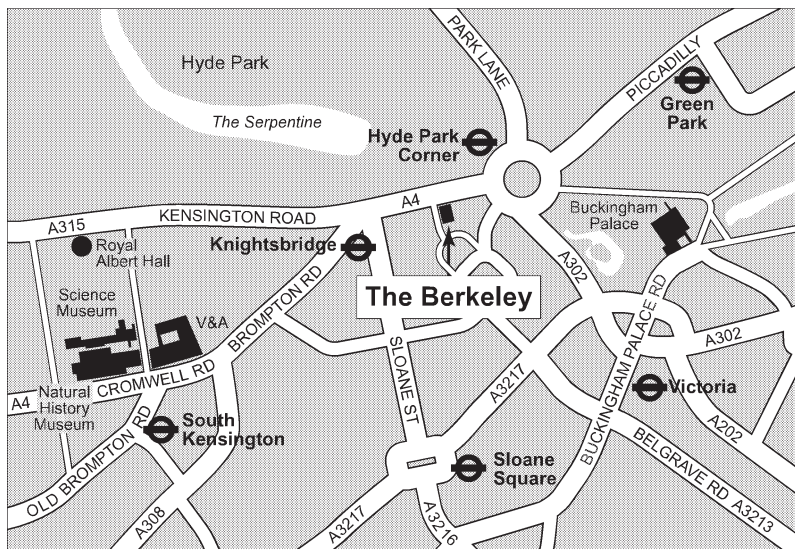 Hyde Park
The Serpentine
PARK LANE
PICCADILLY
Green
Park
Hyde Park
Corner
A4
KENSINGTON ROAD
A315
Royal
Albert Hall
Knightsbridge
Buckingham
Palace
A302
Science
Museum
V&A
BROMPTON RD
The Berkeley
BUCKINGHAM PALACE RD
A302
SLOANE ST
A3217
Victoria
CROMWELL RD
A4
Natural
History
Museum
South
Kensington
OLD BROMPTON RD
A308
Sloane
Square
A202
BELGRAVE RD
A3213
A3217
A3216